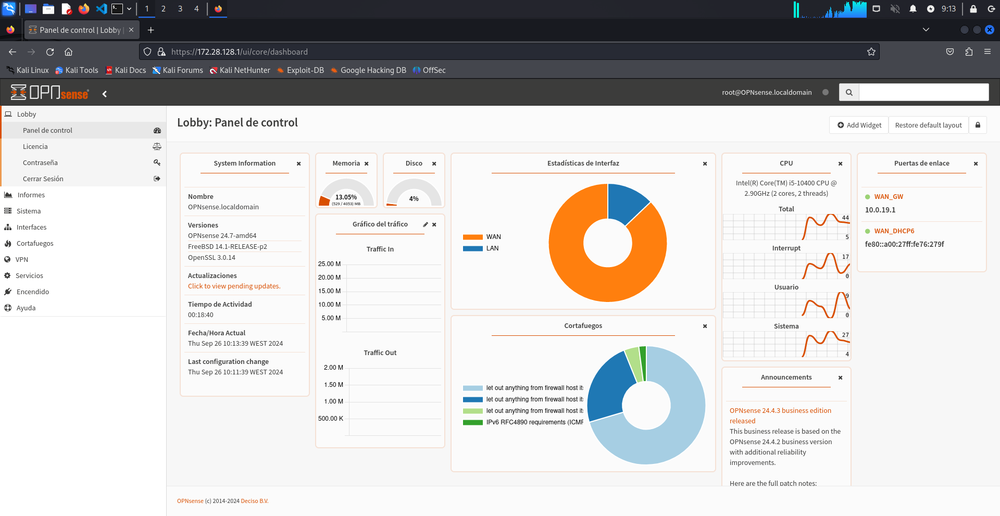 1
2
3
4
9:13
Panel de control | Lobby |
https://172.28.128.1/ui/core/dashboard
Kali Linux
Kali Tools
Kali Docs
Kali Forums
Kali NetHunter
Exploit-DB
Google Hacking DB
OffSec
OPNsense
root@OPNsense.localdomain
Lobby
Panel de control
Licencia
Contraseña
Cerrar Sesión
Informes
Sistema
Interfaces
Cortafuegos
VPN
Servicios
Encendido
Ayuda
Lobby: Panel de control
Add Widget
Restore default layout
System Information
Nombre
OPNsense.localdomain
Versiones
OPNsense 24.7-amd64
FreeBSD 14.1-RELEASE-p2
OpenSSL 3.0.14
Actualizaciones
Click to view pending updates.
Tiempo de Actividad
00:18:40
Fecha/Hora Actual
Thu Sep 26 10:13:39 WEST 2024
Last configuration change
Thu Sep 26 10:11:39 WEST 2024
Memoria
13.05%
(529 / 4053) MB
Disco
4%
Gráfico del tráfico
Traffic In
25.00 M
20.00 M
15.00 M
10.00 M
5.00 M
Traffic Out
2.00 M
1.50 M
1.00 M
500.00 K
Estadísticas de Interfaz
WAN
LAN
Cortafuegos
let out anything from firewall host its
let out anything from firewall host its
let out anything from firewall host its
IPv6 RFC4890 requirements (ICMP
CPU
Intel(R) Core(TM) i5-10400 CPU @
2.90GHz (2 cores, 2 threads)
Total
44
5
Interrupt
17
0
Usuario
9
0
Sistema
27
4
Announcements
OPNsense 24.4.3 business edition
released
This business release is based on the
OPNsense 24.4.2 business version
with additional reliability
improvements.
Here are the full patch notes:
Puertas de enlace
WAN_GW
10.0.19.1
WAN_DHCP6
fe80::a00:27ff:fe76:279f
OPNsense (c) 2014-2024 Deciso B.V.